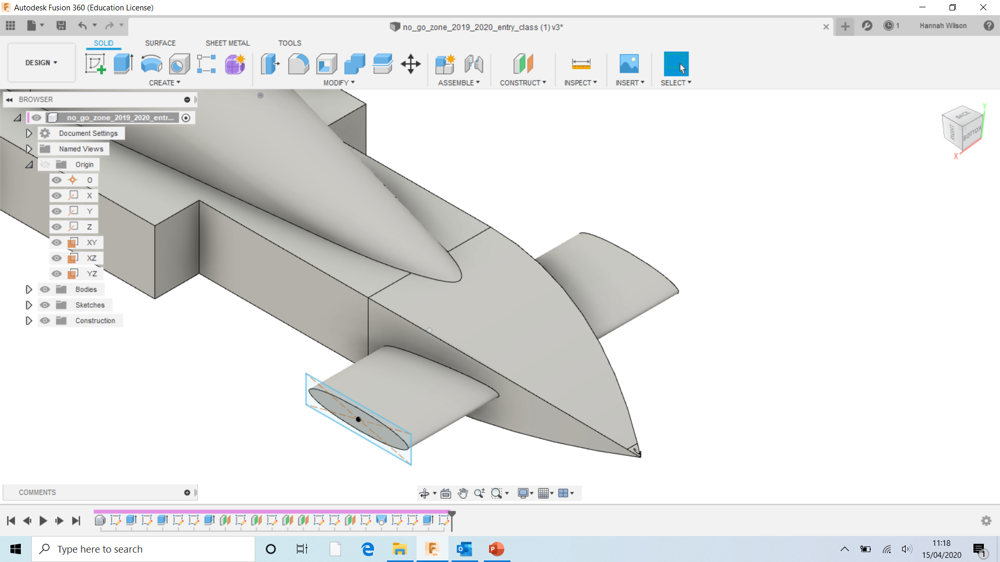 Autodesk Fusion 360 (Education License)
no_go_zone_2019_2020_entry_class (1) v3*
1
Hannah Wilson
SOLID
SURFACE
SHEET METAL
TOOLS
DESIGN
CREATE
MODIFY
ASSEMBLE
CONSTRUCT
INSPECT
INSERT
SELECT
BROWSER
no_go_zone_2019_2020_entr...
Document Settings
Named Views
Origin
O
X
Y
Z
XY
XZ
YZ
Bodies
Sketches
Construction
BACK
RIGHT
BOTTOM
Y
X
COMMENTS
Type here to search
11:18
15/04/2020
1